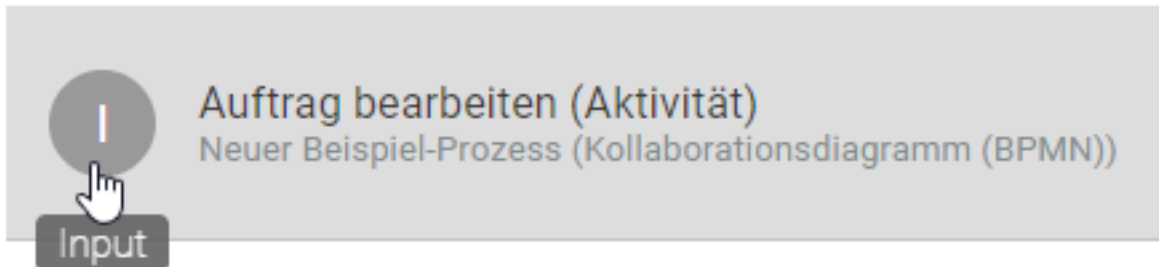 Auftrag bearbeiten (Aktivität)
Neuer Beispiel-Prozess (Kollaborationsdiagramm (BPMN))
I
Input